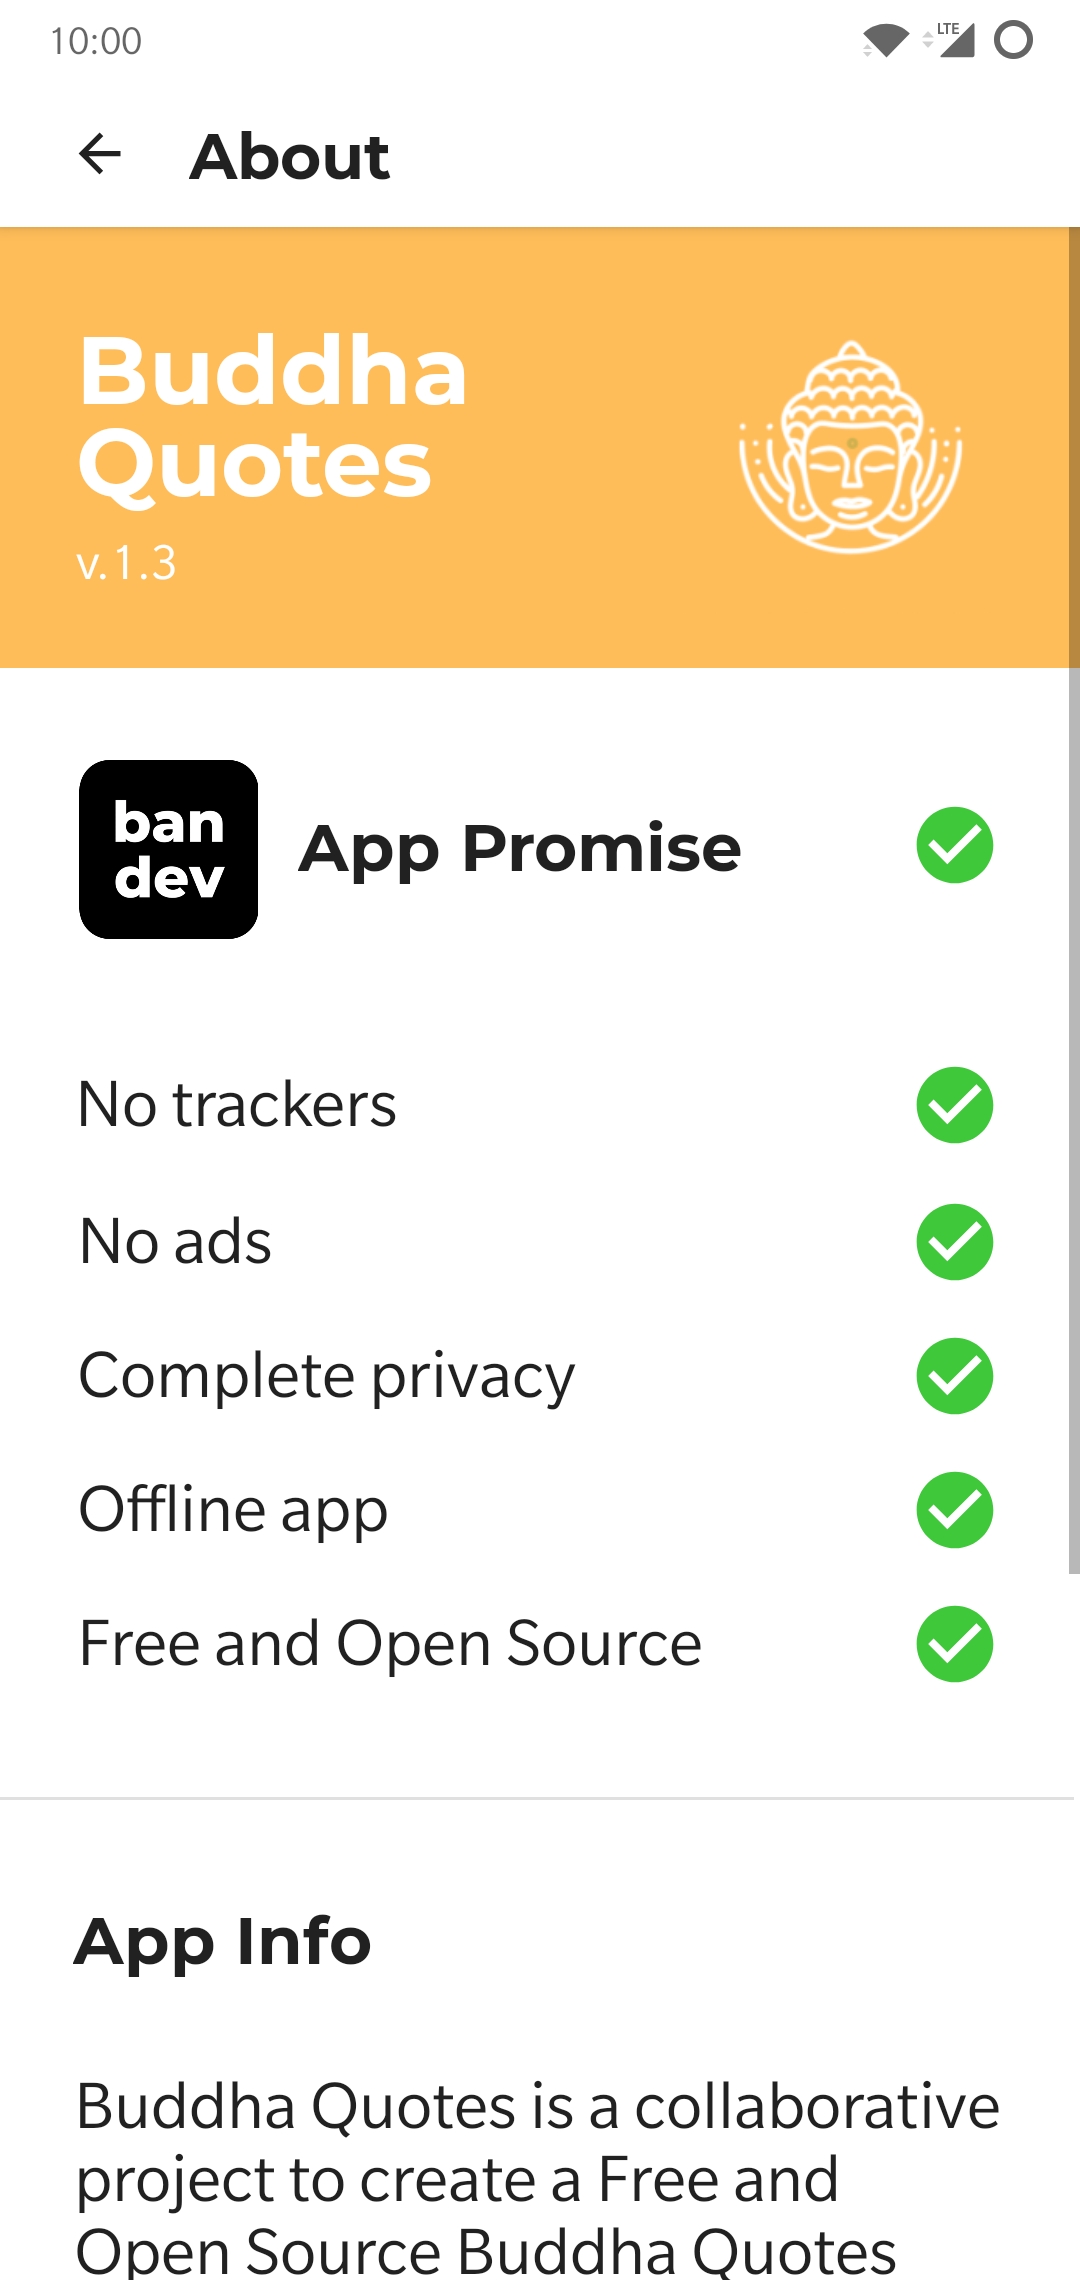 10:00
LTE
About
Buddha
Quotes
v.1.3
ban
dev
App Promise
No trackers
No ads
Complete privacy
Offline app
Free and Open Source
App Info
Buddha Quotes is a collaborative
project to create a Free and
Open Source Buddha Quotes